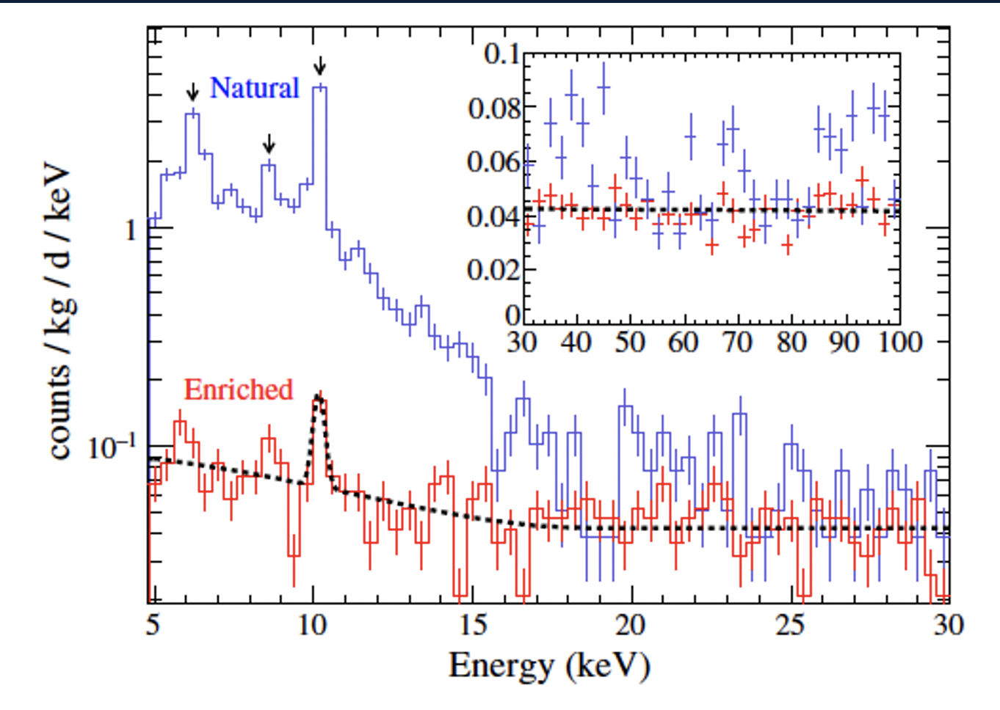 Natural
Enriched
counts / kg / d / keV
1
10⁻¹
5 10 15 20 25 30
Energy (keV)
0.1
0.08
0.06
0.04
0.02
0
30 40 50 60 70 80 90 100